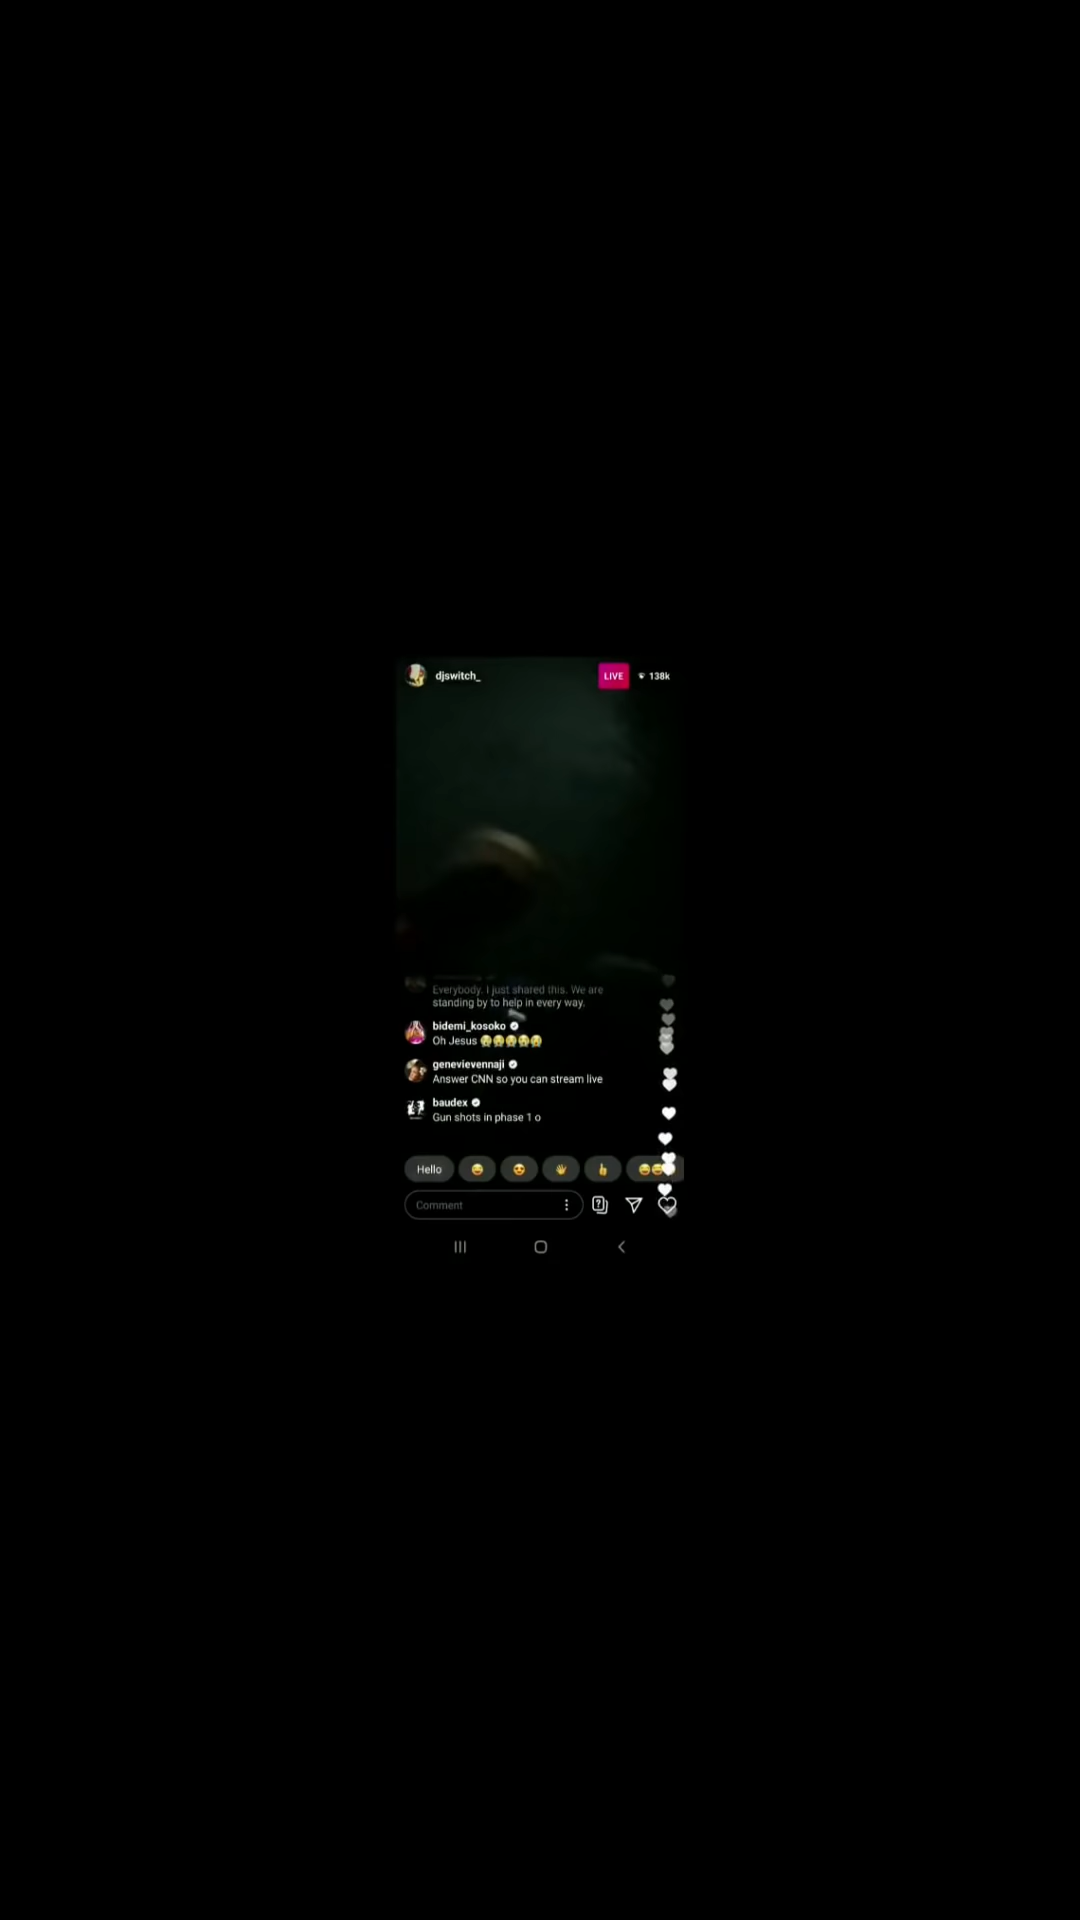 djswitch_
LIVE 138k
Everybody. I just shared this. We are
standing by to help in every way.
bidemi_kosoko
Oh Jesus 😭😭😭😭😭
genevievennaji
Answer CNN so you can stream live
baudex
Gun shots in phase 1 o
Hello 😂 😍 👋 👍 😂😂
Comment